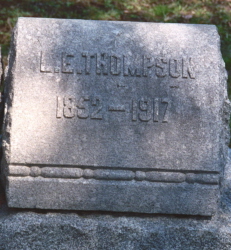 L.E. THOMPSON
1852 – 1917